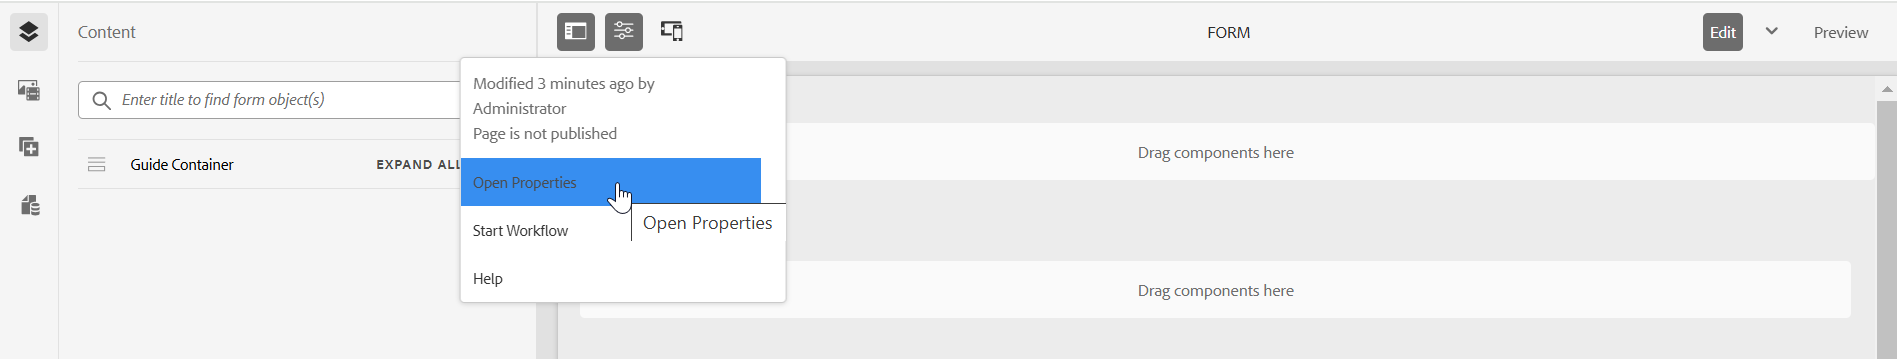 Content
FORM
Edit
Preview
Modified 3 minutes ago by
Administrator
Page is not published
Enter title to find form object(s)
Guide Container
EXPAND ALL
Open Properties
Open Properties
Start Workflow
Help
Drag components here
Drag components here